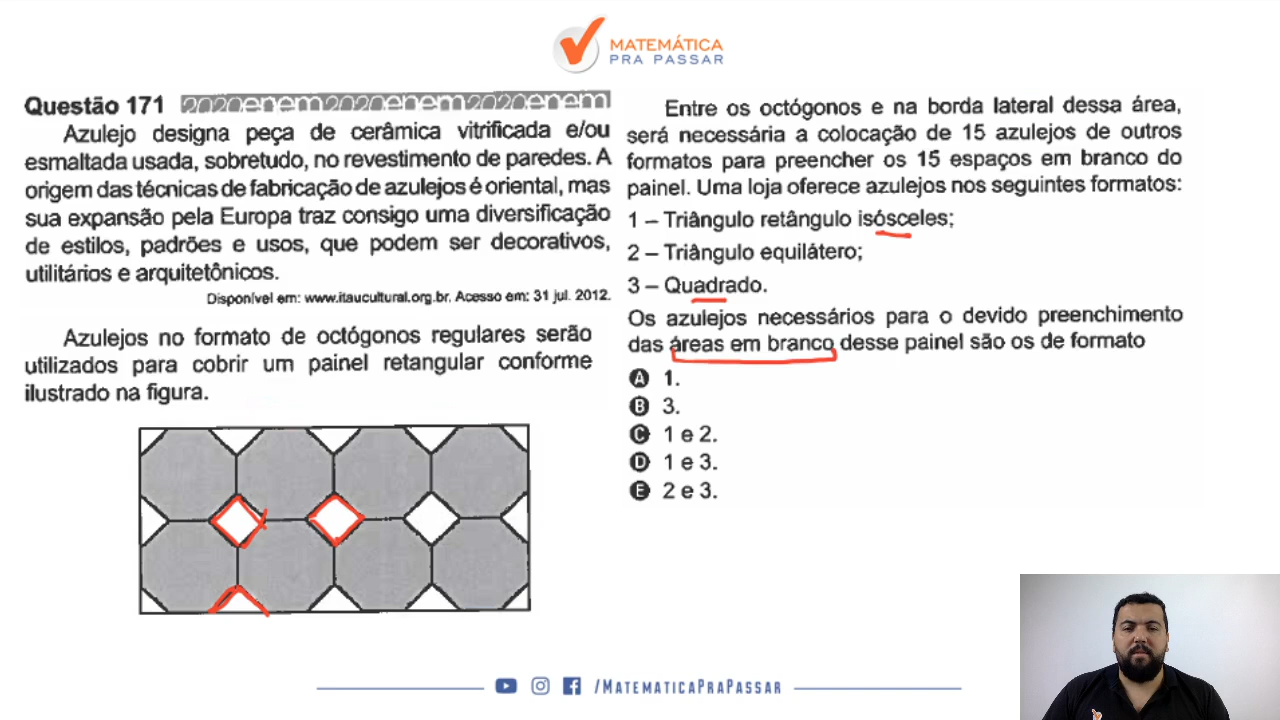 MATEMÁTICA
PRA PASSAR
Questão 171 2020enem2020enem2020enem
Azulejo designa peça de cerâmica vitrificada e/ou
esmaltada usada, sobretudo, no revestimento de paredes. A
origem das técnicas de fabricação de azulejos é oriental, mas
sua expansão pela Europa traz consigo uma diversificação
de estilos, padrões e usos, que podem ser decorativos,
utilitários e arquitetônicos.
Disponível em: www.itaucultural.org.br. Acesso em: 31 jul. 2012.
Azulejos no formato de octógonos regulares serão
utilizados para cobrir um painel retangular conforme
ilustrado na figura.
Entre os octógonos e na borda lateral dessa área,
será necessária a colocação de 15 azulejos de outros
formatos para preencher os 15 espaços em branco do
painel. Uma loja oferece azulejos nos seguintes formatos:
1 – Triângulo retângulo isósceles;
2 – Triângulo equilátero;
3 – Quadrado.
Os azulejos necessários para o devido preenchimento
das áreas em branco desse painel são os de formato
A 1.
B 3.
C 1 e 2.
D 1 e 3.
E 2 e 3.
/MatematicaPraPassar